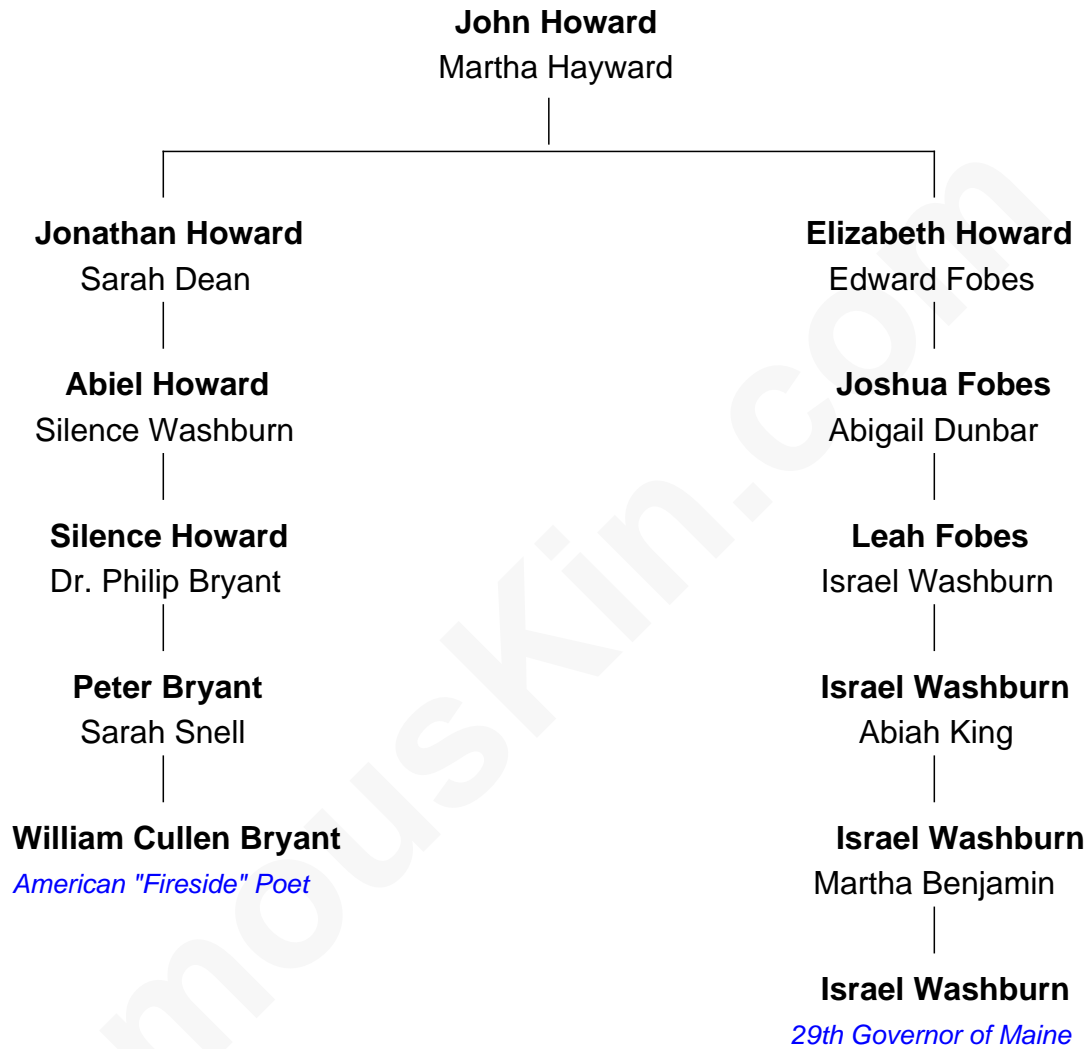 John Howard
Martha Hayward
Jonathan Howard
Sarah Dean
Elizabeth Howard
Edward Fobes
Abiel Howard
Silence Washburn
Joshua Fobes
Abigail Dunbar
Silence Howard
Dr. Philip Bryant
Leah Fobes
Israel Washburn
Peter Bryant
Sarah Snell
Israel Washburn
Abiah King
William Cullen Bryant
American "Fireside" Poet
Israel Washburn
Martha Benjamin
Israel Washburn
29th Governor of Maine
mousKin.com